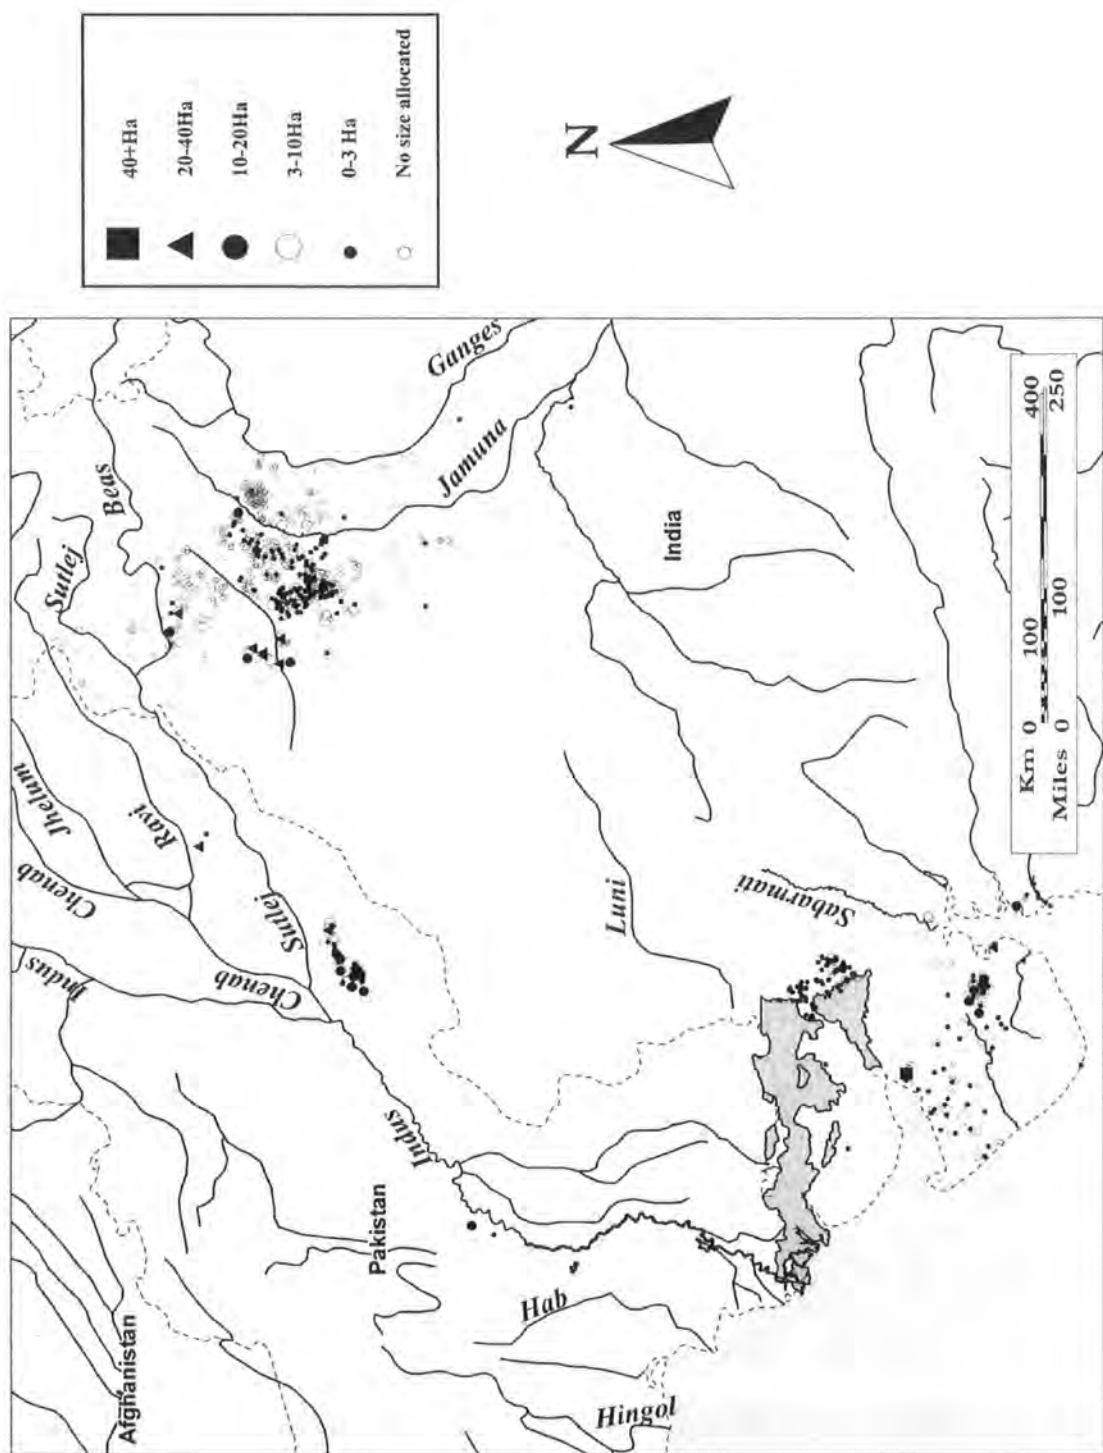 40+Ha
20-40Ha
10-20Ha
3-10Ha
0-3 Ha
No size allocated
N
Afghanistan
Pakistan
India
Indus
Chenab
Jhelum
Ravi
Sutlej
Beas
Chenab
Sutlej
Indus
Ganges
Jamuna
Luni
Sabarmati
Hab
Hingol
Km 0 100 400
Miles 0 100 250